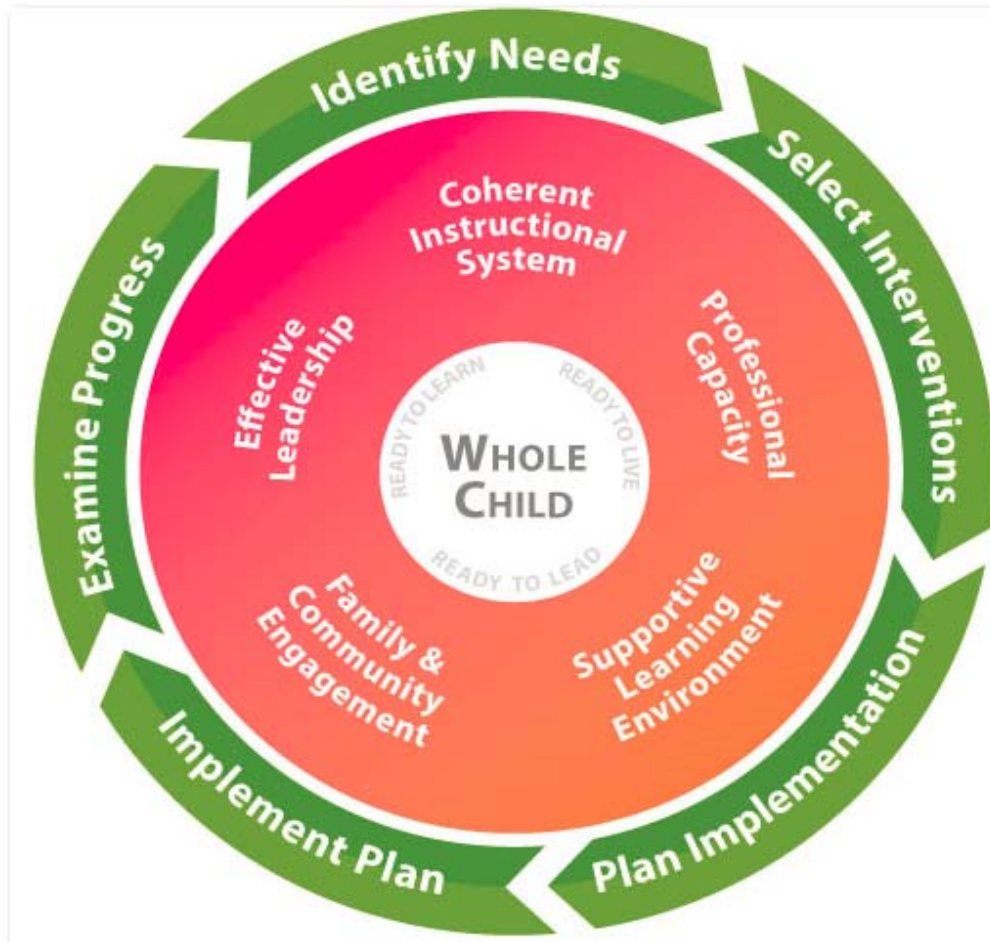 Identify Needs
Select Interventions
Plan Implementation
Implement Plan
Examine Progress
Coherent
Instructional
System
Professional
Capacity
Supportive
Learning
Environment
Family &
Community
Engagement
Effective
Leadership
READY TO LEARN
READY TO LIVE
READY TO LEAD
WHOLE
CHILD